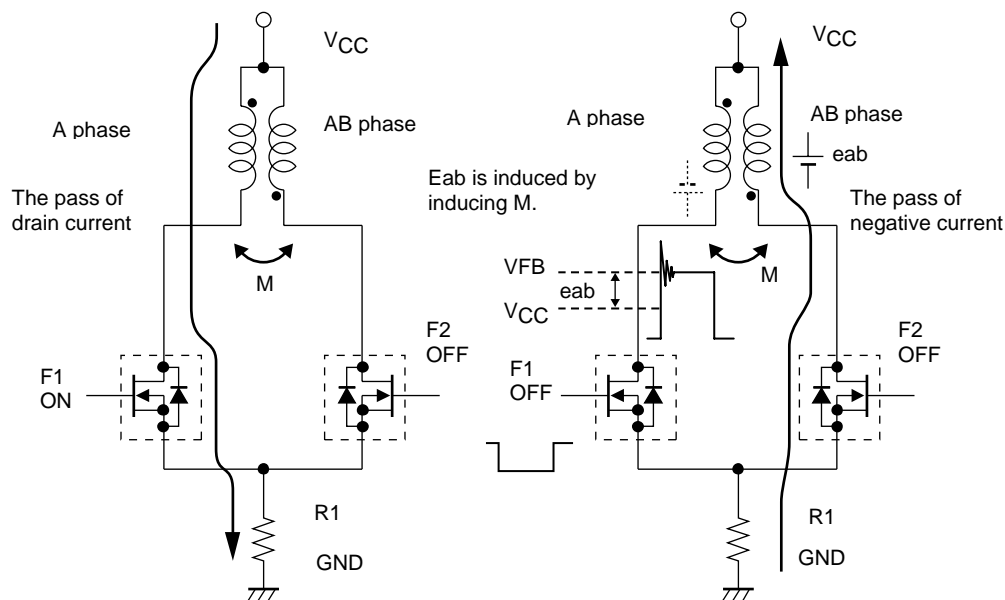 VCC
A phase
AB phase
The pass of
drain current
M
F1
ON
F2
OFF
R1
GND
VCC
A phase
AB phase
eab
Eab is induced by
inducing M.
The pass of
negative current
M
VFB
eab
VCC
F1
OFF
F2
OFF
R1
GND